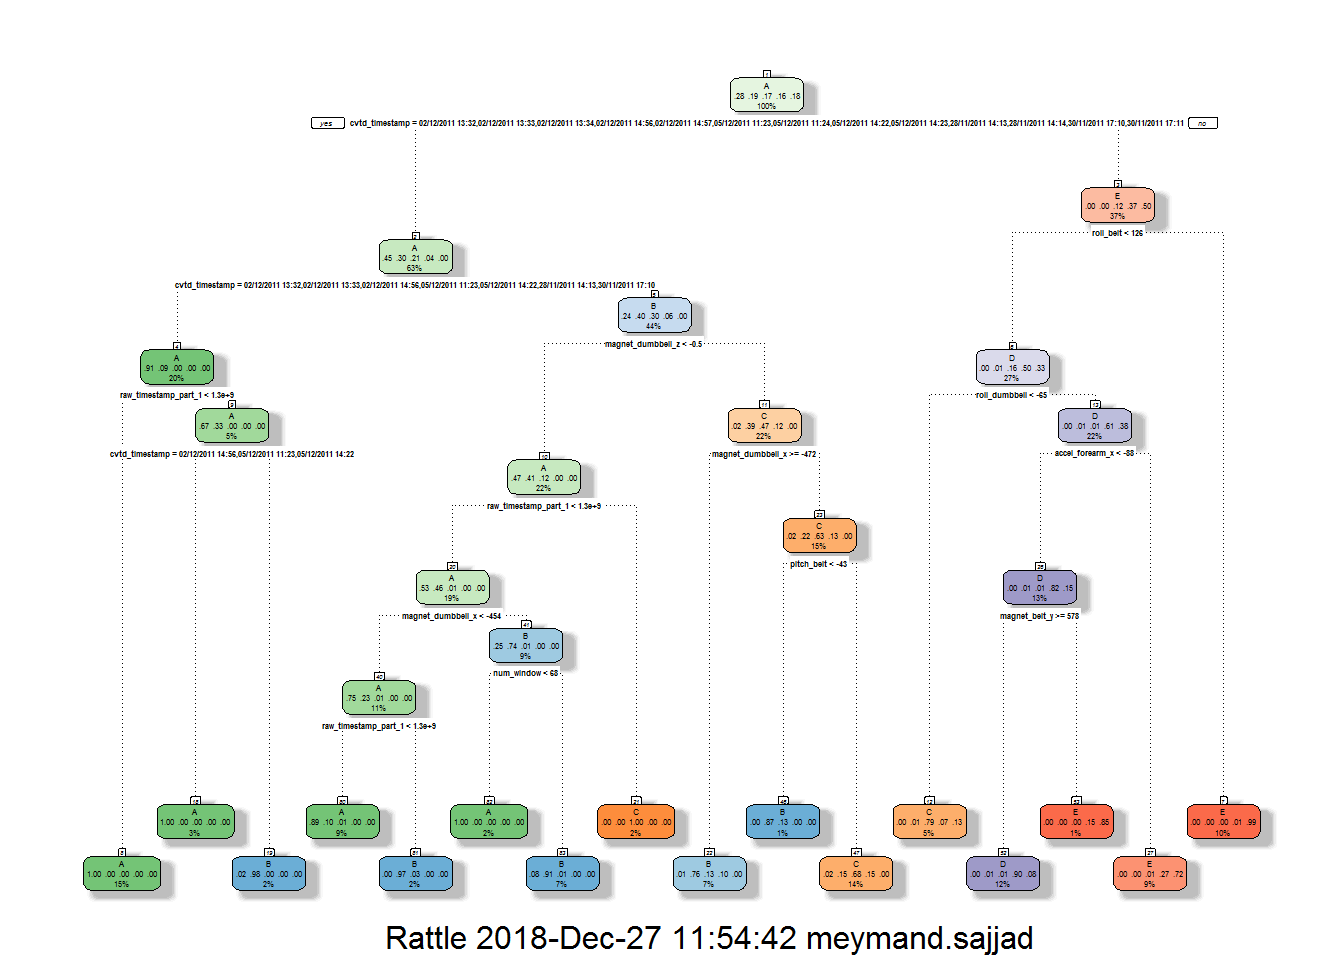 1
A
.28 .19 .17 .16 .18
100%
yes
cvtd_timestamp = 02/12/2011 13:32,02/12/2011 13:33,02/12/2011 13:34,02/12/2011 14:56,02/12/2011 14:57,05/12/2011 11:23,05/12/2011 11:24,05/12/2011 14:22,05/12/2011 14:23,28/11/2011 14:13,28/11/2011 14:14,30/11/2011 17:10,30/11/2011 17:11
no
3
E
.00 .00 .12 .37 .50
37%
roll_belt < 126
2
A
.45 .30 .21 .04 .00
63%
cvtd_timestamp = 02/12/2011 13:32,02/12/2011 13:33,02/12/2011 14:56,05/12/2011 11:23,05/12/2011 14:22,28/11/2011 14:13,30/11/2011 17:10
5
B
.24 .40 .30 .06 .00
44%
magnet_dumbbell_z < -0.5
4
A
.91 .09 .00 .00 .00
20%
raw_timestamp_part_1 < 1.3e+9
6
D
.00 .01 .16 .50 .33
27%
roll_dumbbell < -65
9
A
.67 .33 .00 .00 .00
5%
cvtd_timestamp = 02/12/2011 14:56,05/12/2011 11:23,05/12/2011 14:22
11
C
.02 .39 .47 .12 .00
22%
magnet_dumbbell_x >= -472
13
D
.00 .01 .01 .61 .38
22%
accel_forearm_x < -88
10
A
.47 .41 .12 .00 .00
22%
raw_timestamp_part_1 < 1.3e+9
23
C
.02 .22 .63 .13 .00
15%
pitch_belt < -43
20
A
.53 .46 .01 .00 .00
19%
magnet_dumbbell_x < -454
26
D
.00 .01 .01 .82 .15
13%
magnet_belt_y >= 578
41
B
.25 .74 .01 .00 .00
9%
num_window < 68
40
A
.75 .23 .01 .00 .00
11%
raw_timestamp_part_1 < 1.3e+9
18
A
1.00 .00 .00 .00 .00
3%
80
A
.89 .10 .01 .00 .00
9%
82
A
1.00 .00 .00 .00 .00
2%
21
C
.00 .00 1.00 .00 .00
2%
46
B
.00 .87 .13 .00 .00
1%
12
C
.00 .01 .79 .07 .13
5%
53
E
.00 .00 .00 .15 .85
1%
7
E
.00 .00 .00 .01 .99
10%
8
A
1.00 .00 .00 .00 .00
15%
19
B
.02 .98 .00 .00 .00
2%
81
B
.00 .97 .03 .00 .00
2%
83
B
.08 .91 .01 .00 .00
7%
22
B
.01 .76 .13 .10 .00
7%
47
C
.02 .15 .68 .15 .00
14%
52
D
.00 .01 .01 .90 .08
12%
27
E
.00 .00 .01 .27 .72
9%
Rattle 2018-Dec-27 11:54:42 meymand.sajjad